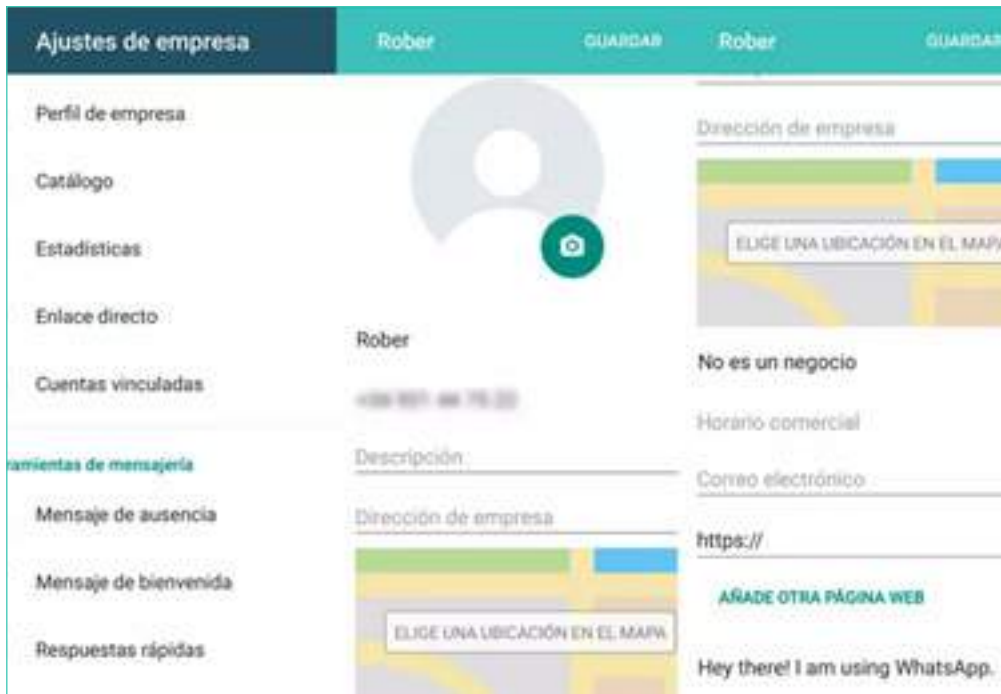 Ajustes de empresa
Perfil de empresa
Catálogo
Estadísticas
Enlace directo
Cuentas vinculadas
ramientas de mensajería
Mensaje de ausencia
Mensaje de bienvenida
Respuestas rápidas
Rober GUARDAR
Rober
Descripción
Dirección de empresa
ELIGE UNA UBICACIÓN EN EL MAPA
Rober GUARDAR
Dirección de empresa
ELIGE UNA UBICACIÓN EN EL MAPA
No es un negocio
Horario comercial
Correo electrónico
https://
AÑADE OTRA PÁGINA WEB
Hey there! I am using WhatsApp.